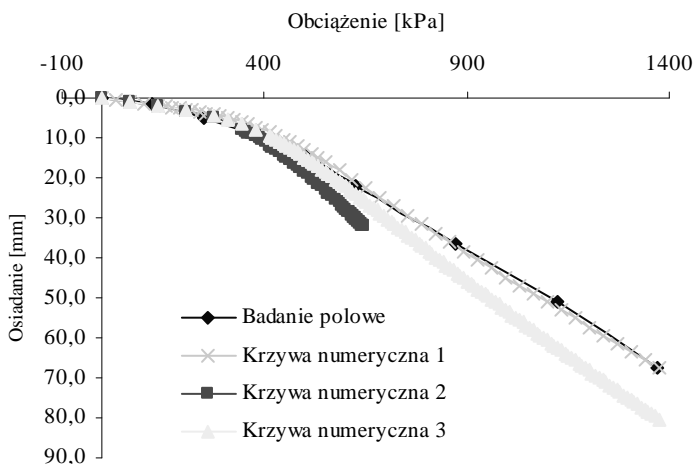 Obciążenie [kPa]
-100 400 900 1400
0,0
10,0
20,0
30,0
40,0
50,0
60,0
70,0
80,0
90,0
Osiadanie [mm]
Badanie polowe
Krzywa numeryczna 1
Krzywa numeryczna 2
Krzywa numeryczna 3